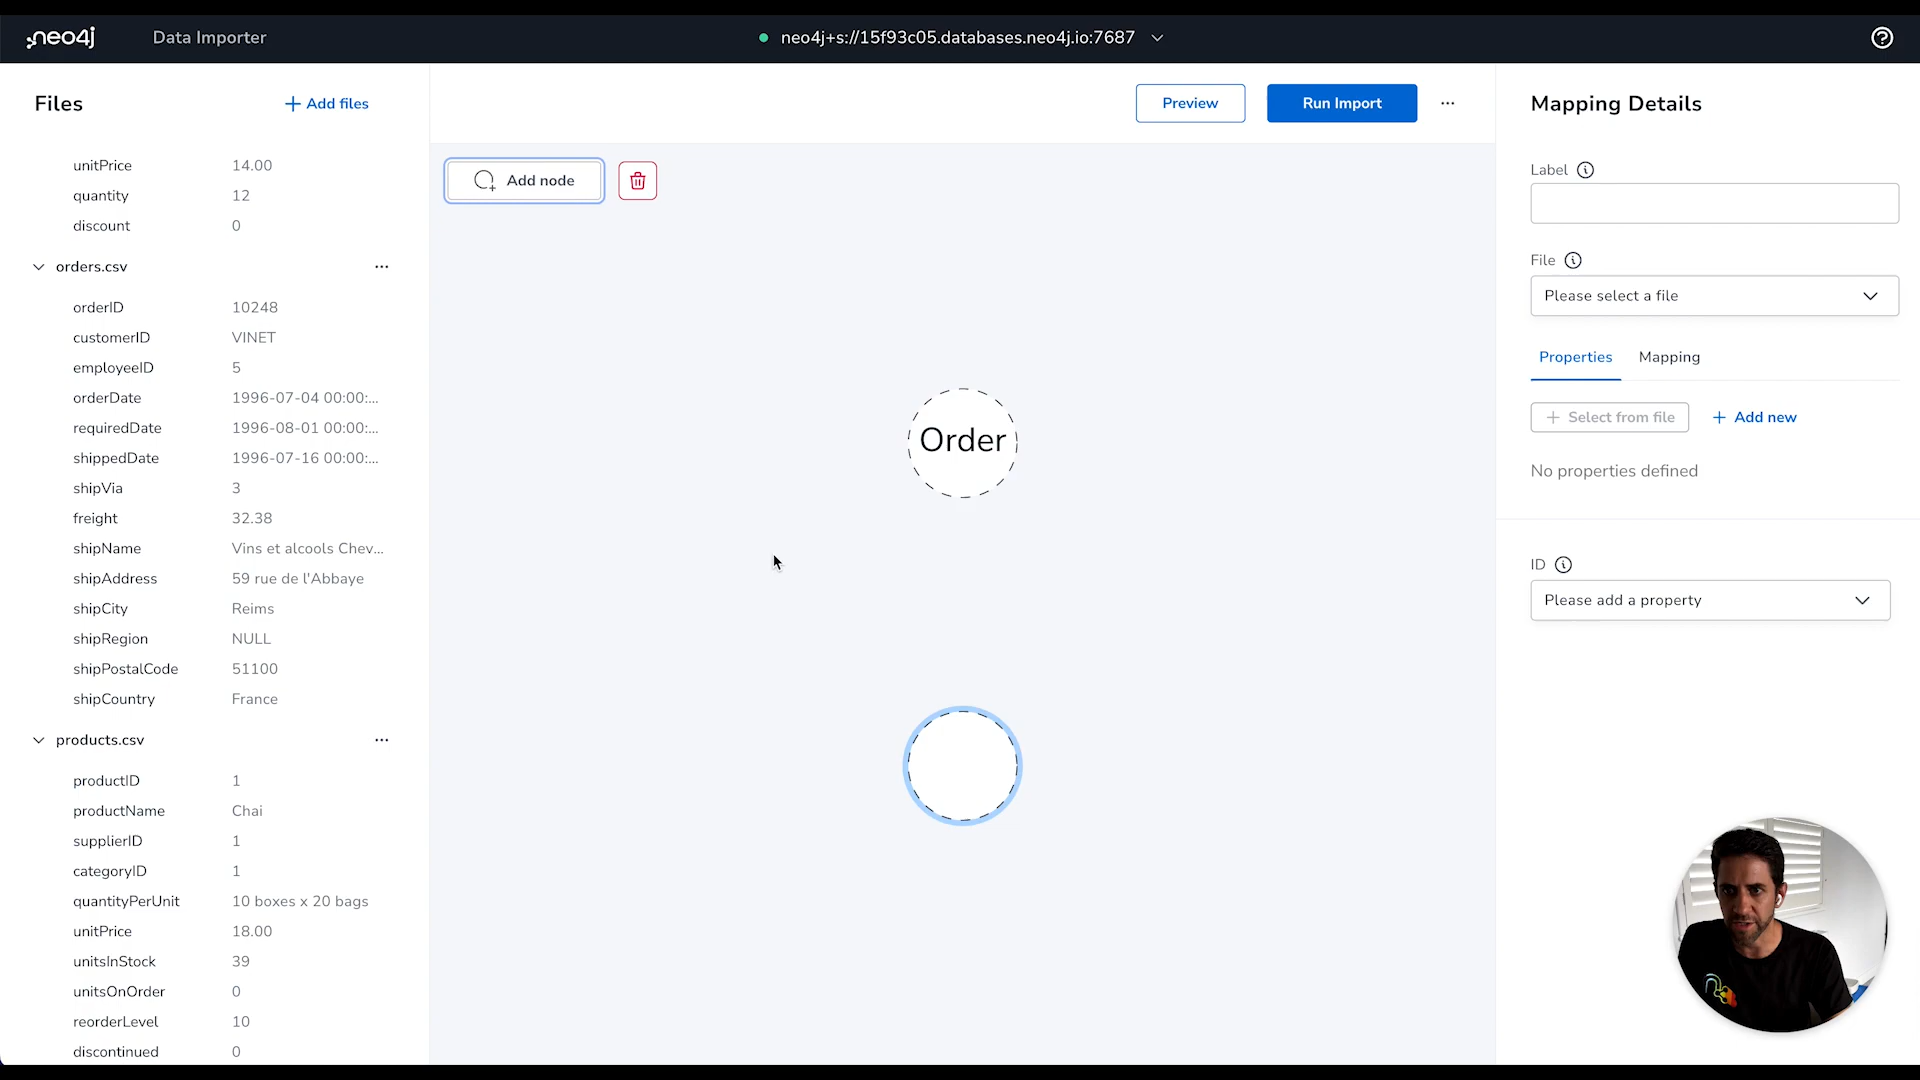 neo4j
Data Importer
neo4j+s://15f93c05.databases.neo4j.io:7687
Files
Add files
unitPrice 14.00
quantity 12
discount 0
orders.csv
orderID 10248
customerID VINET
employeeID 5
orderDate 1996-07-04 00:00:...
requiredDate 1996-08-01 00:00:...
shippedDate 1996-07-16 00:00:...
shipVia 3
freight 32.38
shipName Vins et alcools Chev...
shipAddress 59 rue de l'Abbaye
shipCity Reims
shipRegion NULL
shipPostalCode 51100
shipCountry France
products.csv
productID 1
productName Chai
supplierID 1
categoryID 1
quantityPerUnit 10 boxes x 20 bags
unitPrice 18.00
unitsInStock 39
unitsOnOrder 0
reorderLevel 10
discontinued 0
Preview
Run Import
Add node
Order
Mapping Details
Label
File
Please select a file
Properties Mapping
Select from file Add new
No properties defined
ID
Please add a property